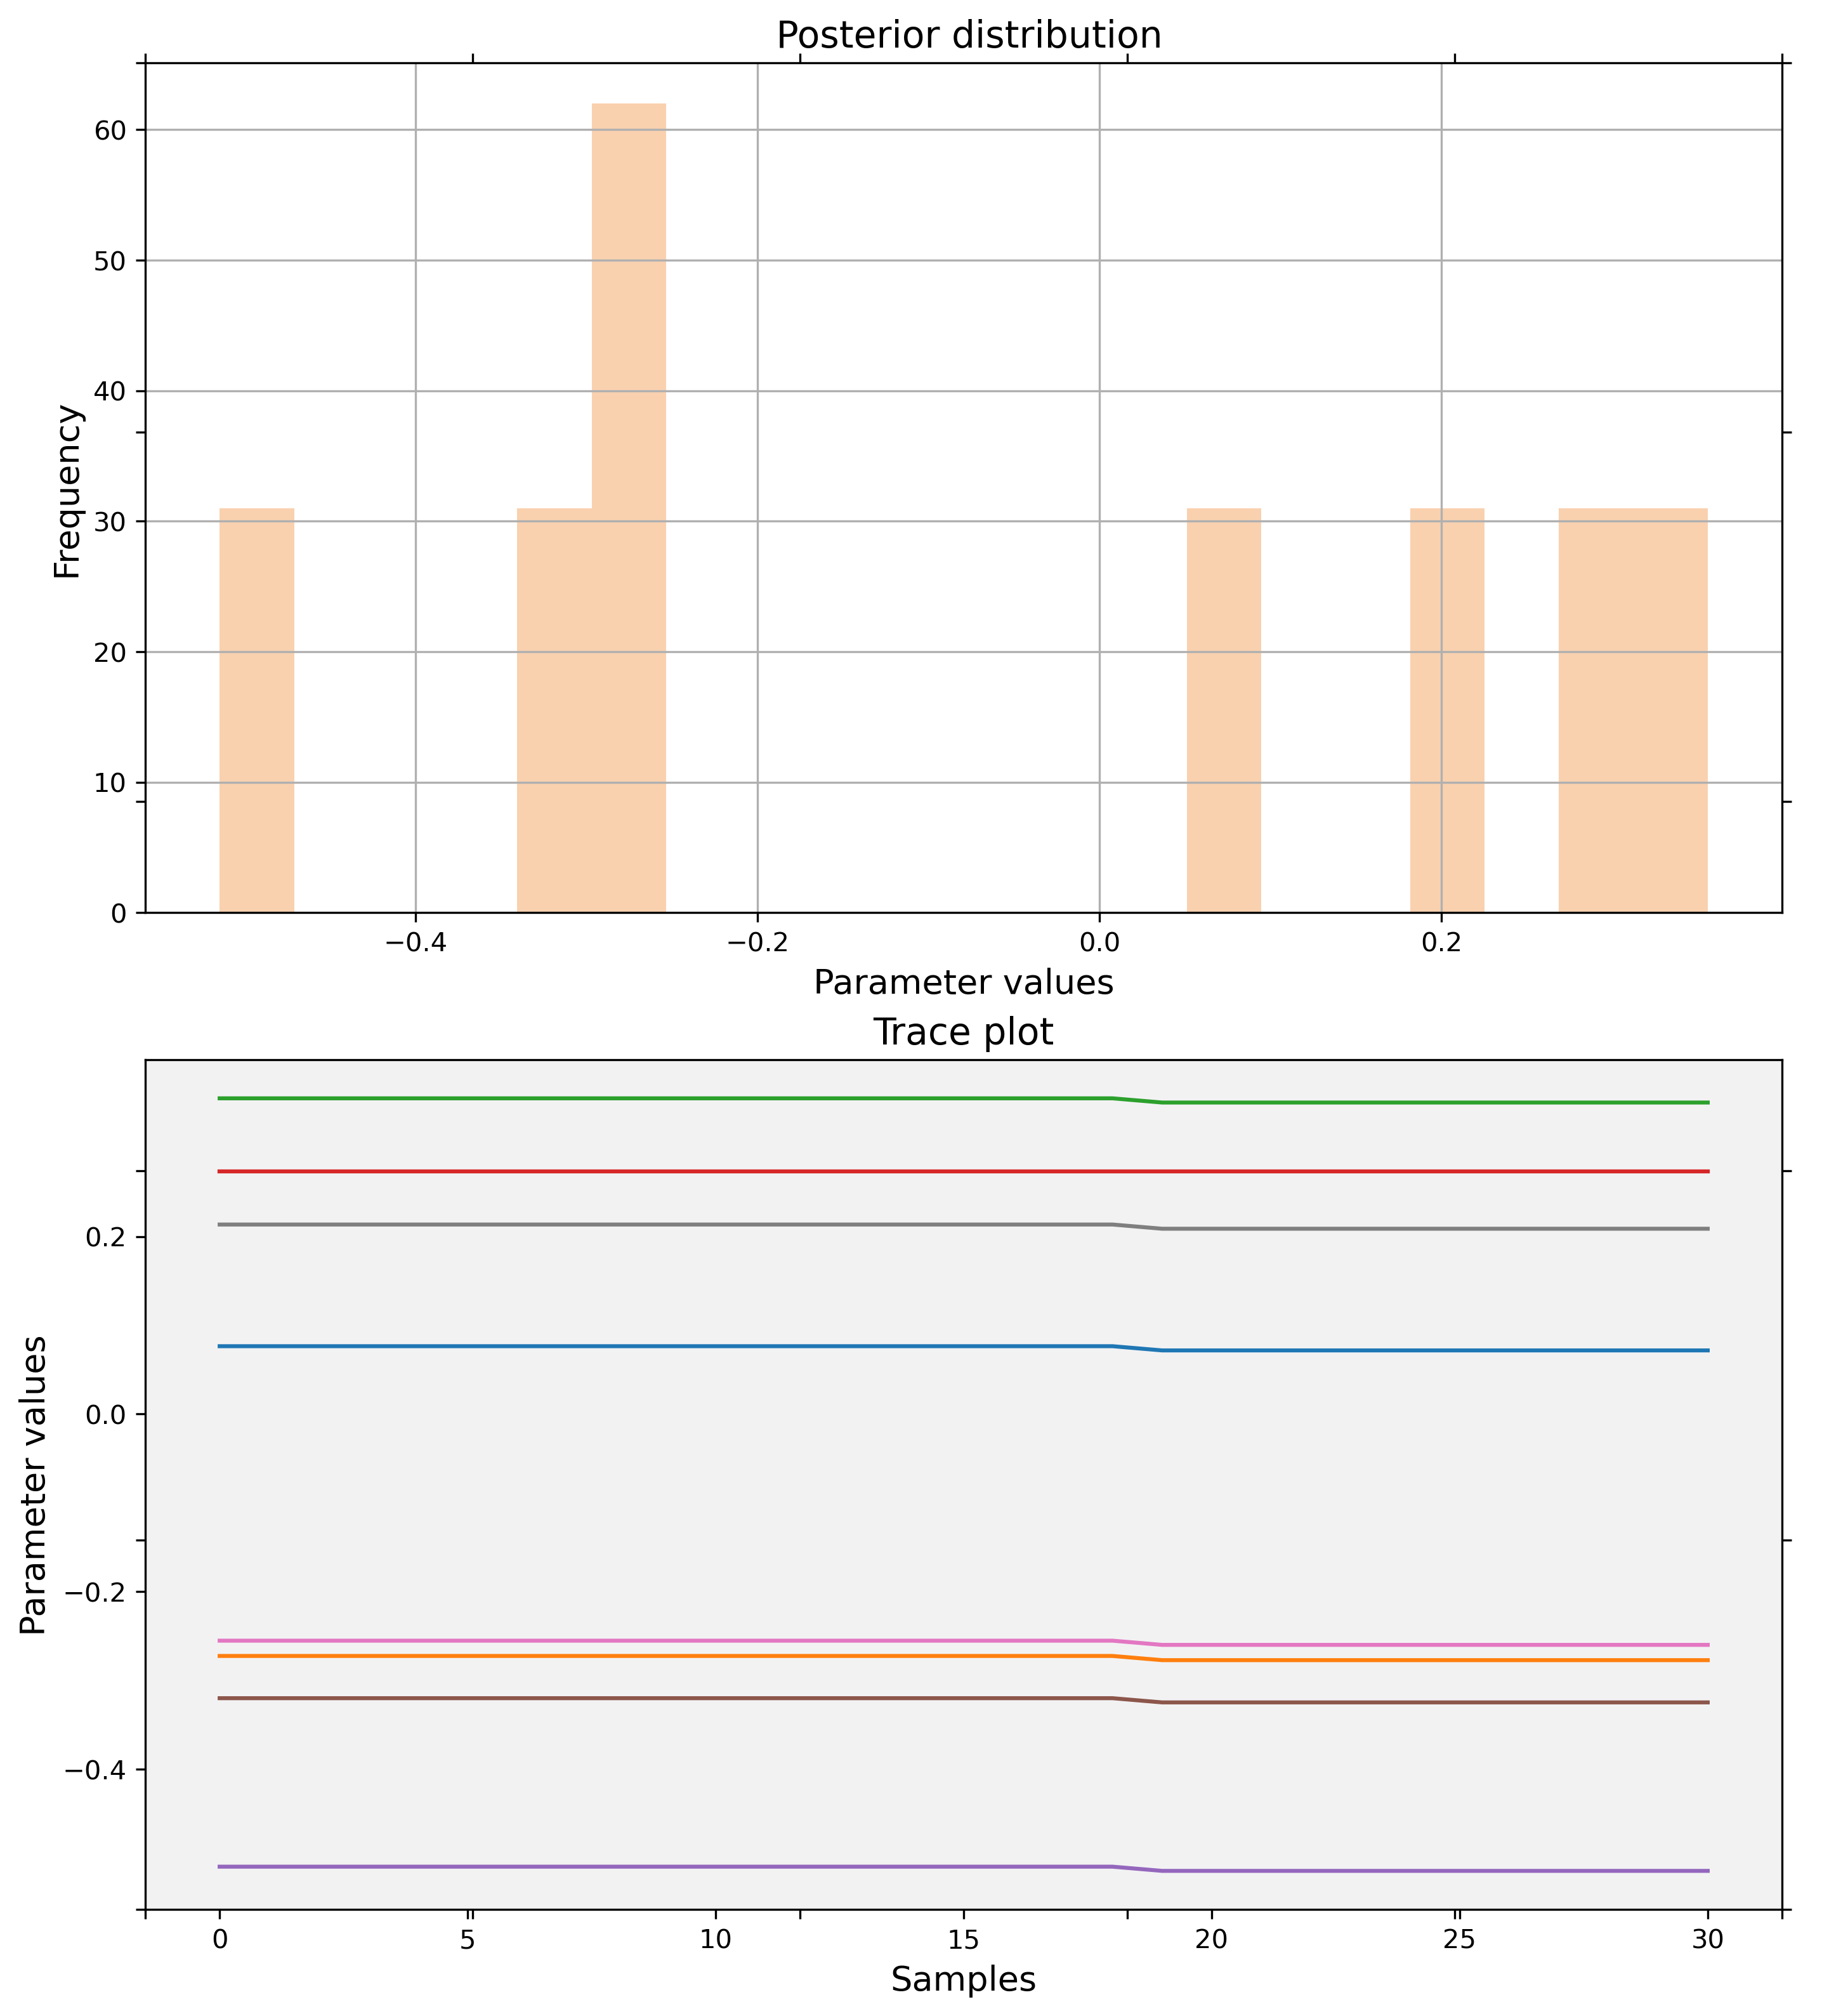 Posterior distribution
60
50
40
30
20
10
0
Frequency
−0.4 −0.2 0.0 0.2
Parameter values
Trace plot
0.2
0.0
−0.2
−0.4
Parameter values
0 5 10 15 20 25 30
Samples